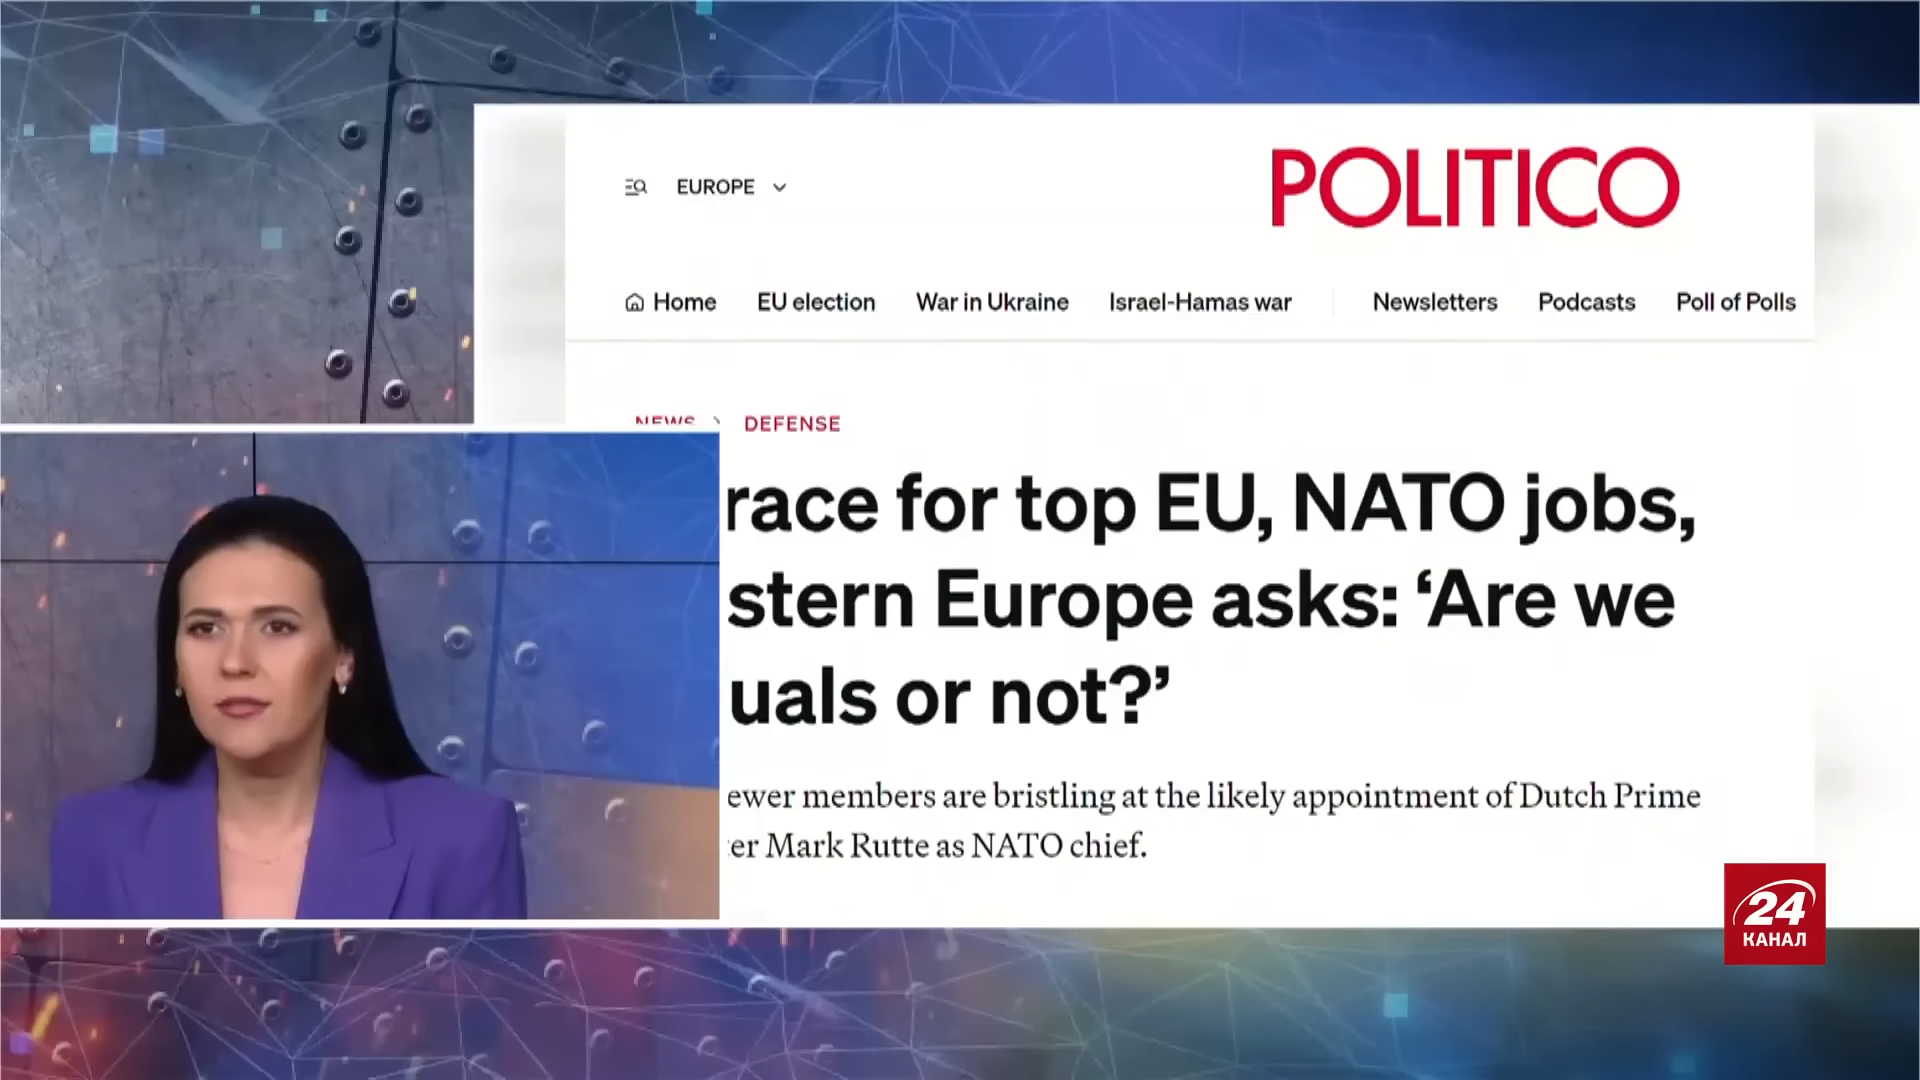 EUROPE
POLITICO
Home EU election War in Ukraine Israel-Hamas war Newsletters Podcasts Poll of Polls
NEWS > DEFENSE
race for top EU, NATO jobs,
stern Europe asks: ‘Are we
uals or not?’
ewer members are bristling at the likely appointment of Dutch Prime
er Mark Rutte as NATO chief.
24
КАНАЛ